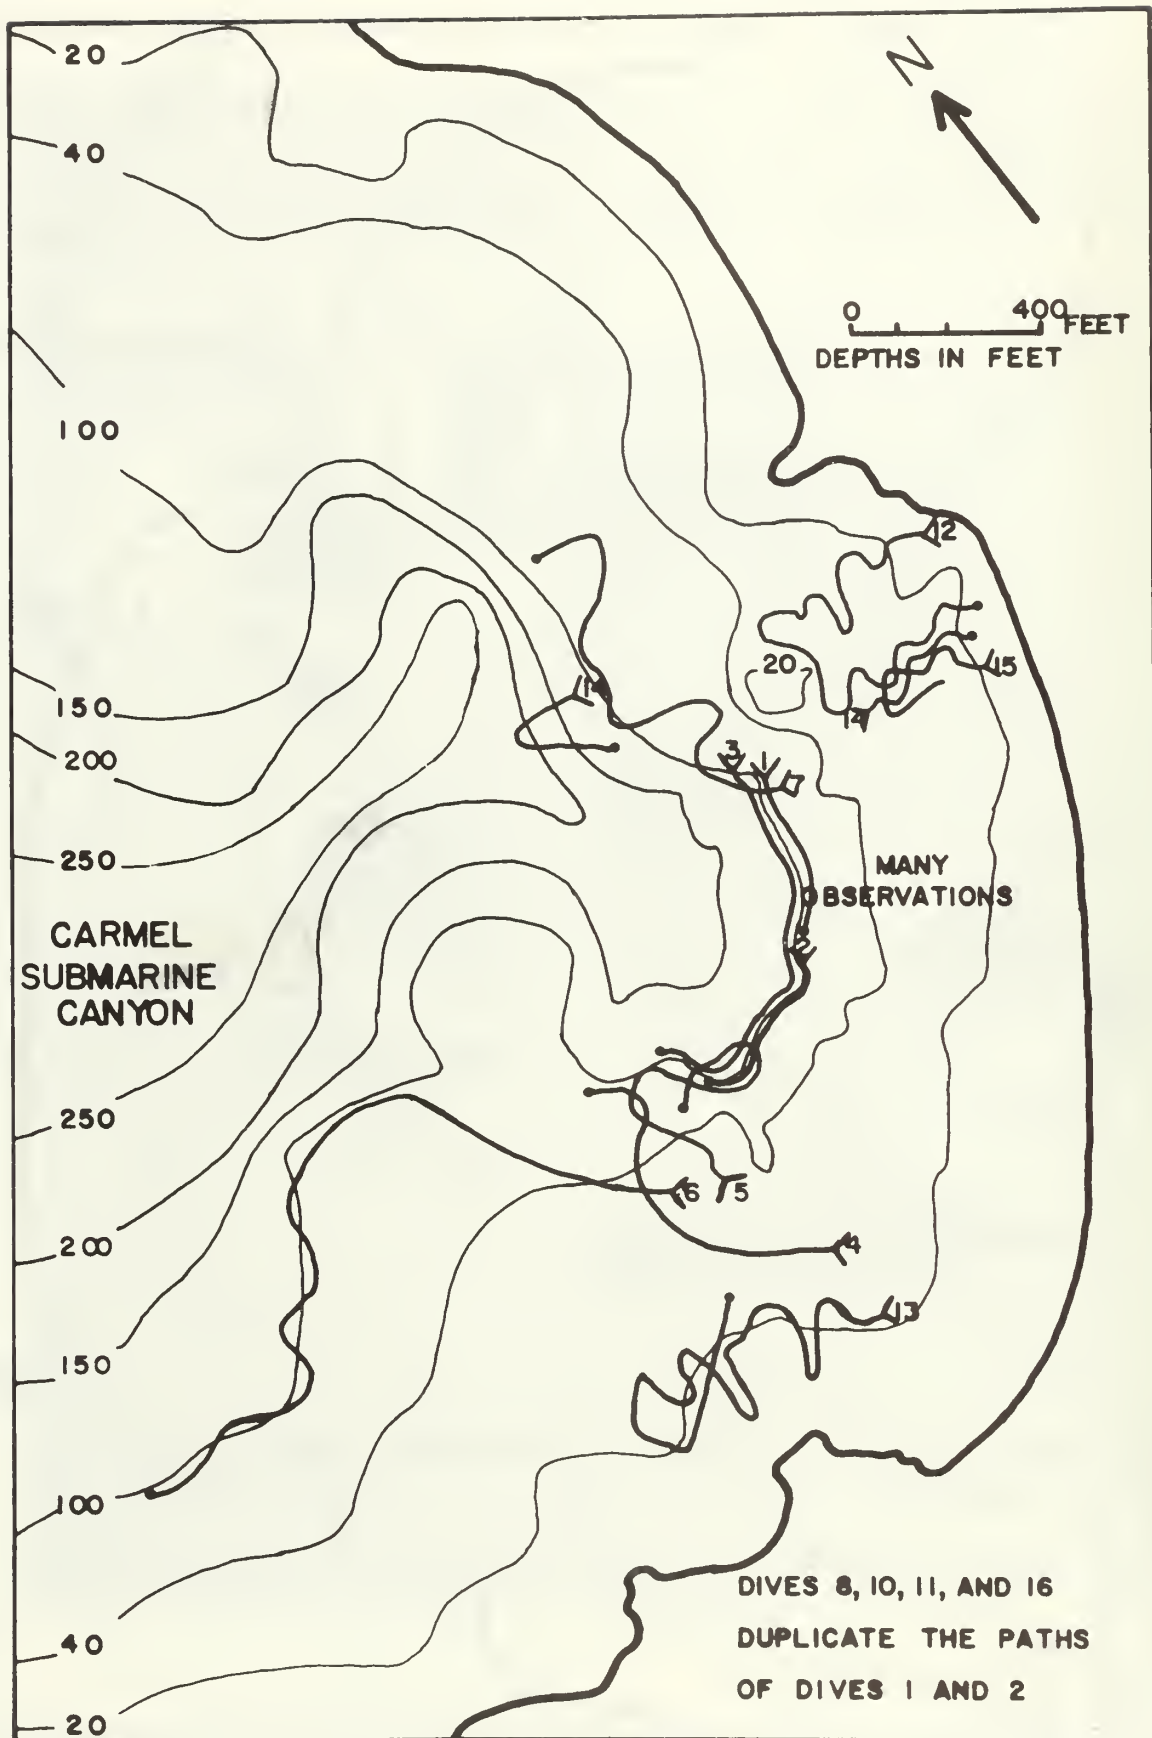 20
N
40
0 400 FEET
DEPTHS IN FEET
100
12
20
15
14
150
3 1
200
250
MANY
OBSERVATIONS
CARMEL
SUBMARINE
CANYON
2
250
6 5
200
4
13
150
100
DIVES 8, 10, 11, AND 16
DUPLICATE THE PATHS
OF DIVES 1 AND 2
40
20